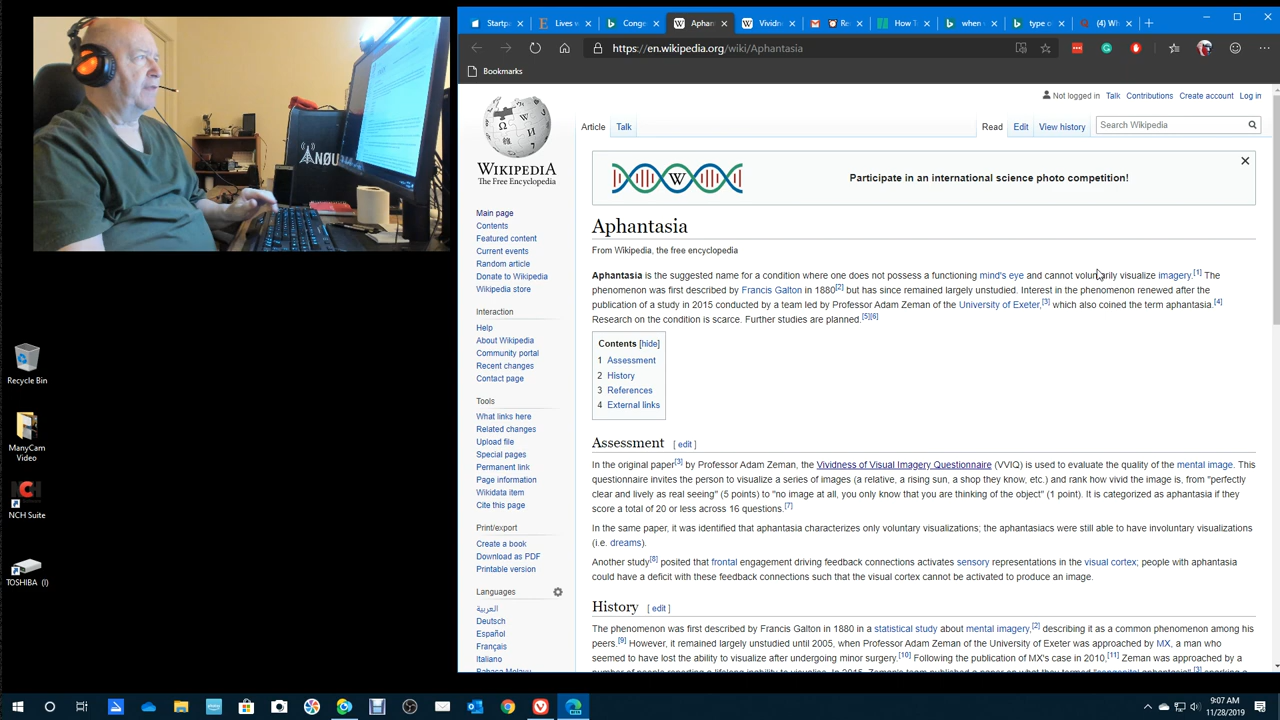 Startpa
Lives w
Conge
Aphant
Vividn
Re
How T
when
type o
(4) Wh
https://en.wikipedia.org/wiki/Aphantasia
Bookmarks
Not logged in Talk Contributions Create account Log in
Article Talk Read Edit View history Search Wikipedia
WIKIPEDIA
The Free Encyclopedia
Main page
Contents
Featured content
Current events
Random article
Donate to Wikipedia
Wikipedia store
Interaction
Help
About Wikipedia
Community portal
Recent changes
Contact page
Tools
What links here
Related changes
Upload file
Special pages
Permanent link
Page information
Wikidata item
Cite this page
Print/export
Create a book
Download as PDF
Printable version
Languages
العربية
Deutsch
Español
Français
Italiano
Bahasa Melayu
W Participate in an international science photo competition!
Aphantasia
From Wikipedia, the free encyclopedia
Aphantasia is the suggested name for a condition where one does not possess a functioning mind's eye and cannot voluntarily visualize imagery.[1] The
phenomenon was first described by Francis Galton in 1880[2] but has since remained largely unstudied. Interest in the phenomenon renewed after the
publication of a study in 2015 conducted by a team led by Professor Adam Zeman of the University of Exeter,[3] which also coined the term aphantasia.[4]
Research on the condition is scarce. Further studies are planned.[5][6]
Contents [hide]
1 Assessment
2 History
3 References
4 External links
Assessment [ edit ]
In the original paper[3] by Professor Adam Zeman, the Vividness of Visual Imagery Questionnaire (VVIQ) is used to evaluate the quality of the mental image. This
questionnaire invites the person to visualize a series of images (a relative, a rising sun, a shop they know, etc.) and rank how vivid the image is, from "perfectly
clear and lively as real seeing" (5 points) to "no image at all, you only know that you are thinking of the object" (1 point). It is categorized as aphantasia if they
score a total of 20 or less across 16 questions.[7]
In the same paper, it was identified that aphantasia characterizes only voluntary visualizations; the aphantasiacs were still able to have involuntary visualizations
(i.e. dreams).
Another study[8] posited that frontal engagement driving feedback connections activates sensory representations in the visual cortex; people with aphantasia
could have a deficit with these feedback connections such that the visual cortex cannot be activated to produce an image.
History [ edit ]
The phenomenon was first described by Francis Galton in 1880 in a statistical study about mental imagery,[2] describing it as a common phenomenon among his
peers.[9] However, it remained largely unstudied until 2005, when Professor Adam Zeman of the University of Exeter was approached by MX, a man who
seemed to have lost the ability to visualize after undergoing minor surgery.[10] Following the publication of MX's case in 2010,[11] Zeman was approached by a
Recycle Bin
ManyCam
Video
NCH Suite
TOSHIBA (I)
9:07 AM
11/28/2019